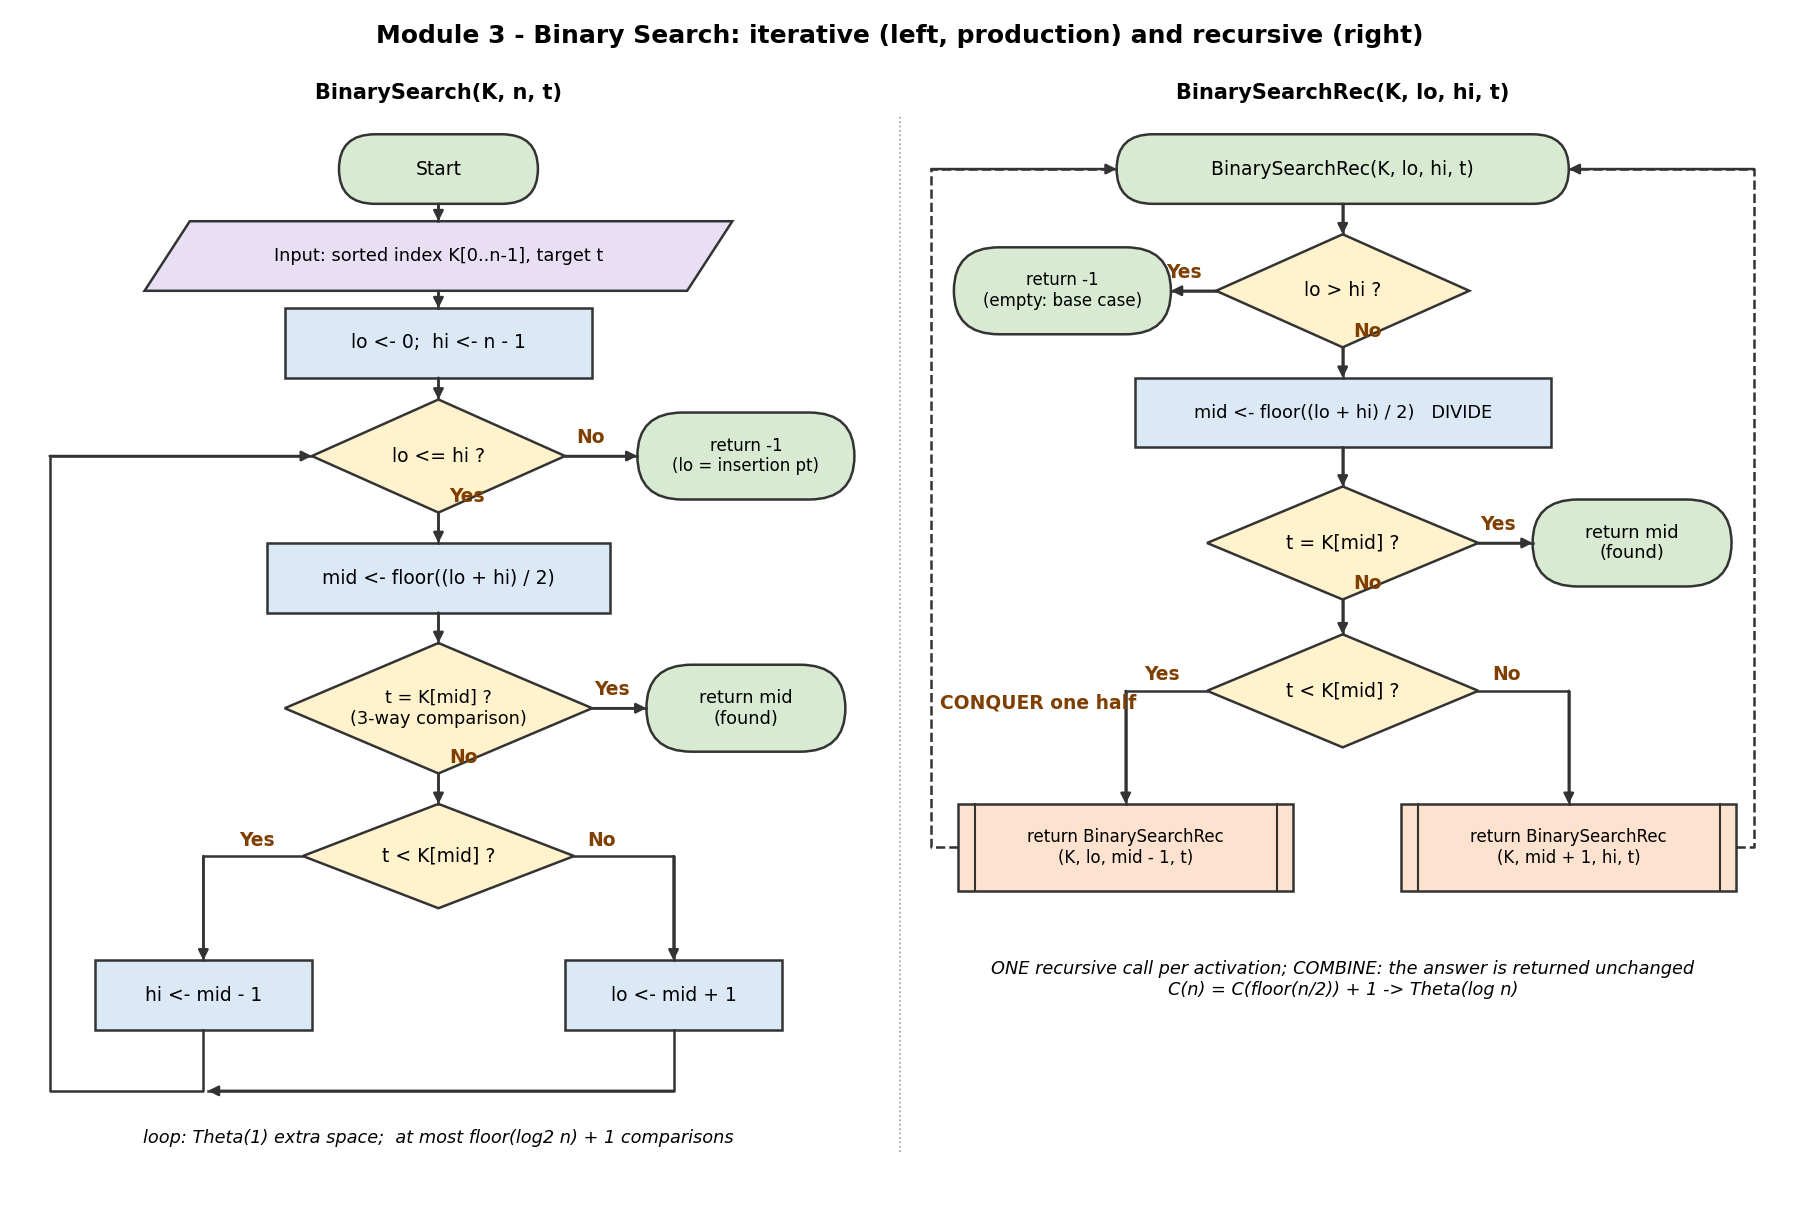 Module 3 - Binary Search: iterative (left, production) and recursive (right)
BinarySearch(K, n, t)
Start
Input: sorted index K[0..n-1], target t
lo <- 0;  hi <- n - 1
lo <= hi ?
No
return -1
(lo = insertion pt)
Yes
mid <- floor((lo + hi) / 2)
t = K[mid] ?
(3-way comparison)
Yes
return mid
(found)
No
t < K[mid] ?
Yes
No
hi <- mid - 1
lo <- mid + 1
loop: Theta(1) extra space;  at most floor(log2 n) + 1 comparisons
BinarySearchRec(K, lo, hi, t)
BinarySearchRec(K, lo, hi, t)
lo > hi ?
Yes
return -1
(empty: base case)
No
mid <- floor((lo + hi) / 2)   DIVIDE
t = K[mid] ?
Yes
return mid
(found)
No
t < K[mid] ?
Yes
No
CONQUER one half
return BinarySearchRec
(K, lo, mid - 1, t)
return BinarySearchRec
(K, mid + 1, hi, t)
ONE recursive call per activation; COMBINE: the answer is returned unchanged
C(n) = C(floor(n/2)) + 1 -> Theta(log n)